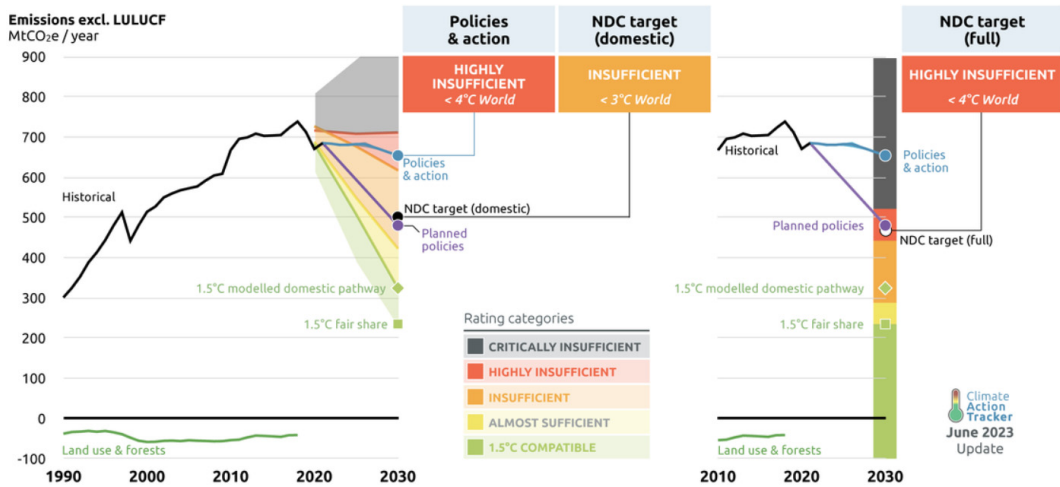 Emissions excl. LULUCF
MtCO₂e / year
Policies
& action
NDC target
(domestic)
NDC target
(full)
HIGHLY
INSUFFICIENT
< 4°C World
INSUFFICIENT
< 3°C World
HIGHLY INSUFFICIENT
< 4°C World
900
800
700
600
500
400
300
200
100
0
-100
Historical
Policies
& action
NDC target (domestic)
Planned
policies
1.5°C modelled domestic pathway
1.5°C fair share
Land use & forests
1990
2000
2010
2020
2030
Rating categories
CRITICALLY INSUFFICIENT
HIGHLY INSUFFICIENT
INSUFFICIENT
ALMOST SUFFICIENT
1.5°C COMPATIBLE
Historical
Policies
& action
Planned policies
NDC target (full)
1.5°C modelled domestic pathway
1.5°C fair share
Land use & forests
2010
2020
2030
Climate
Action
Tracker
June 2023
Update